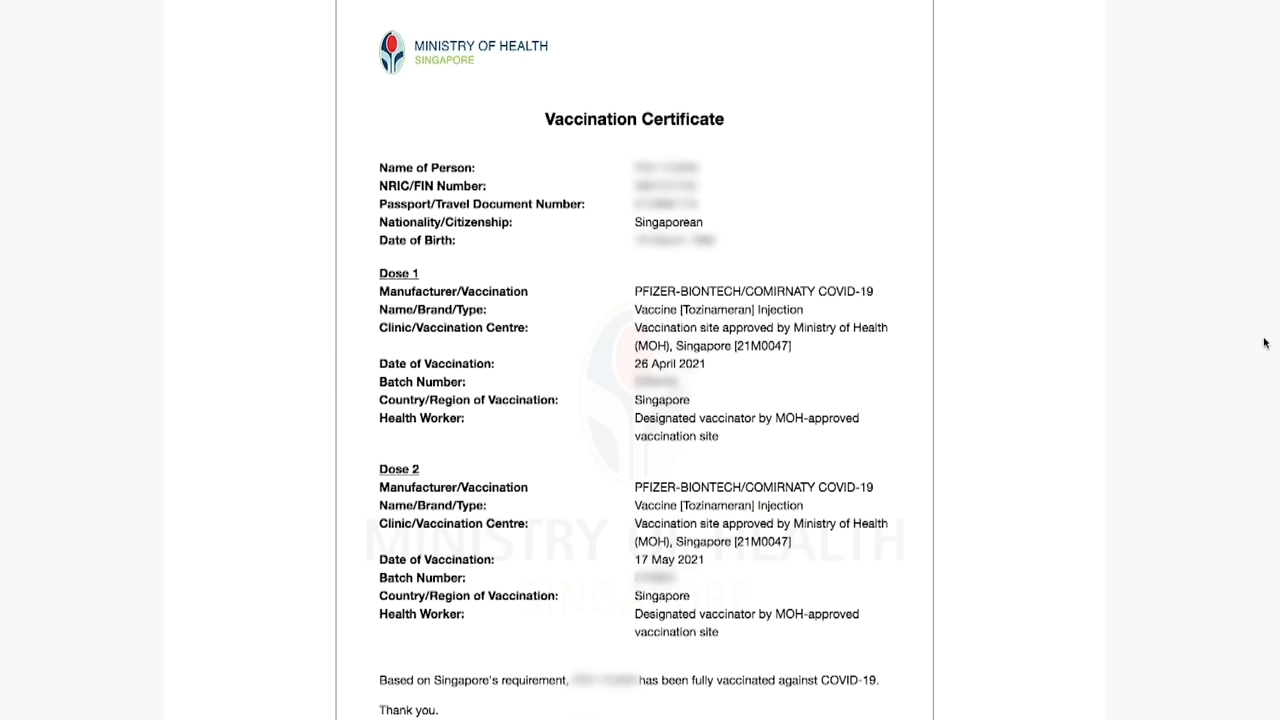 MINISTRY OF HEALTH
SINGAPORE
Vaccination Certificate
Name of Person:
NRIC/FIN Number:
Passport/Travel Document Number:
Nationality/Citizenship: Singaporean
Date of Birth:
Dose 1
Manufacturer/Vaccination PFIZER-BIONTECH/COMIRNATY COVID-19
Name/Brand/Type: Vaccine [Tozinameran] Injection
Clinic/Vaccination Centre: Vaccination site approved by Ministry of Health
(MOH), Singapore [21M0047]
Date of Vaccination: 26 April 2021
Batch Number:
Country/Region of Vaccination: Singapore
Health Worker: Designated vaccinator by MOH-approved
vaccination site
Dose 2
Manufacturer/Vaccination PFIZER-BIONTECH/COMIRNATY COVID-19
Name/Brand/Type: Vaccine [Tozinameran] Injection
Clinic/Vaccination Centre: Vaccination site approved by Ministry of Health
(MOH), Singapore [21M0047]
MINISTRY OF HEALTH
Date of Vaccination: 17 May 2021
Batch Number:
Country/Region of Vaccination: Singapore
SINGAPORE
Health Worker: Designated vaccinator by MOH-approved
vaccination site
Based on Singapore's requirement, has been fully vaccinated against COVID-19.
Thank you.